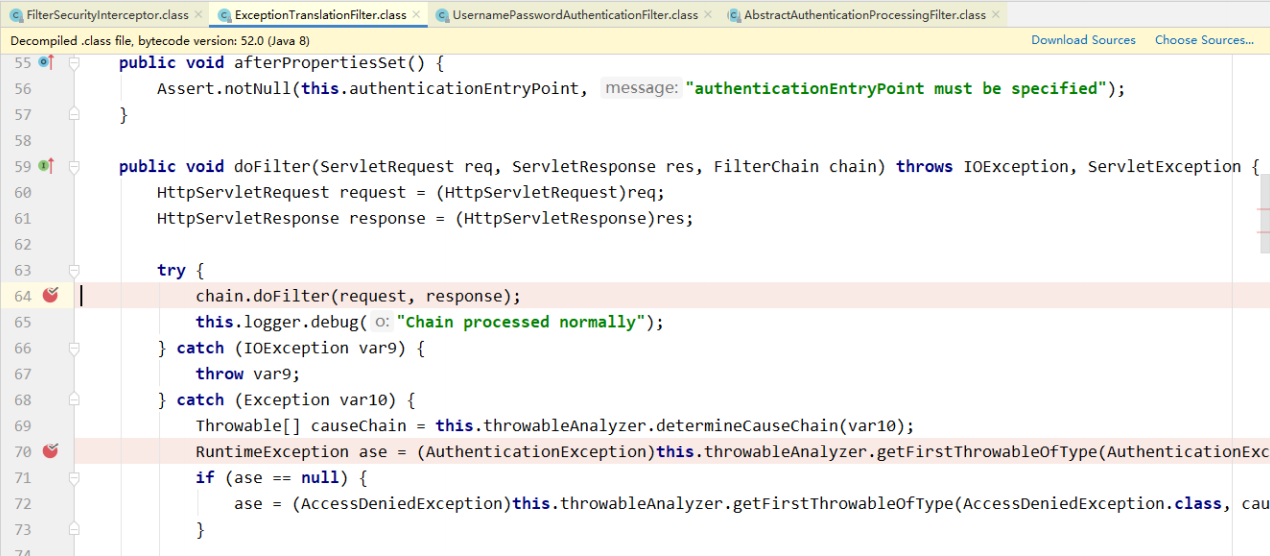 FilterSecurityInterceptor.class × ExceptionTranslationFilter.class × UsernamePasswordAuthenticationFilter.class × AbstractAuthenticationProcessingFilter.class ×
Decompiled .class file, bytecode version: 52.0 (Java 8) Download Sources Choose Sources...
55 public void afterPropertiesSet() {
56 Assert.notNull(this.authenticationEntryPoint, message: "authenticationEntryPoint must be specified");
57 }
58
59 public void doFilter(ServletRequest req, ServletResponse res, FilterChain chain) throws IOException, ServletException {
60 HttpServletRequest request = (HttpServletRequest)req;
61 HttpServletResponse response = (HttpServletResponse)res;
62
63 try {
64 chain.doFilter(request, response);
65 this.logger.debug( o: "Chain processed normally");
66 } catch (IOException var9) {
67 throw var9;
68 } catch (Exception var10) {
69 Throwable[] causeChain = this.throwableAnalyzer.determineCauseChain(var10);
70 RuntimeException ase = (AuthenticationException)this.throwableAnalyzer.getFirstThrowableOfType(AuthenticationExc
71 if (ase == null) {
72 ase = (AccessDeniedException)this.throwableAnalyzer.getFirstThrowableOfType(AccessDeniedException.class, cau
73 }
74